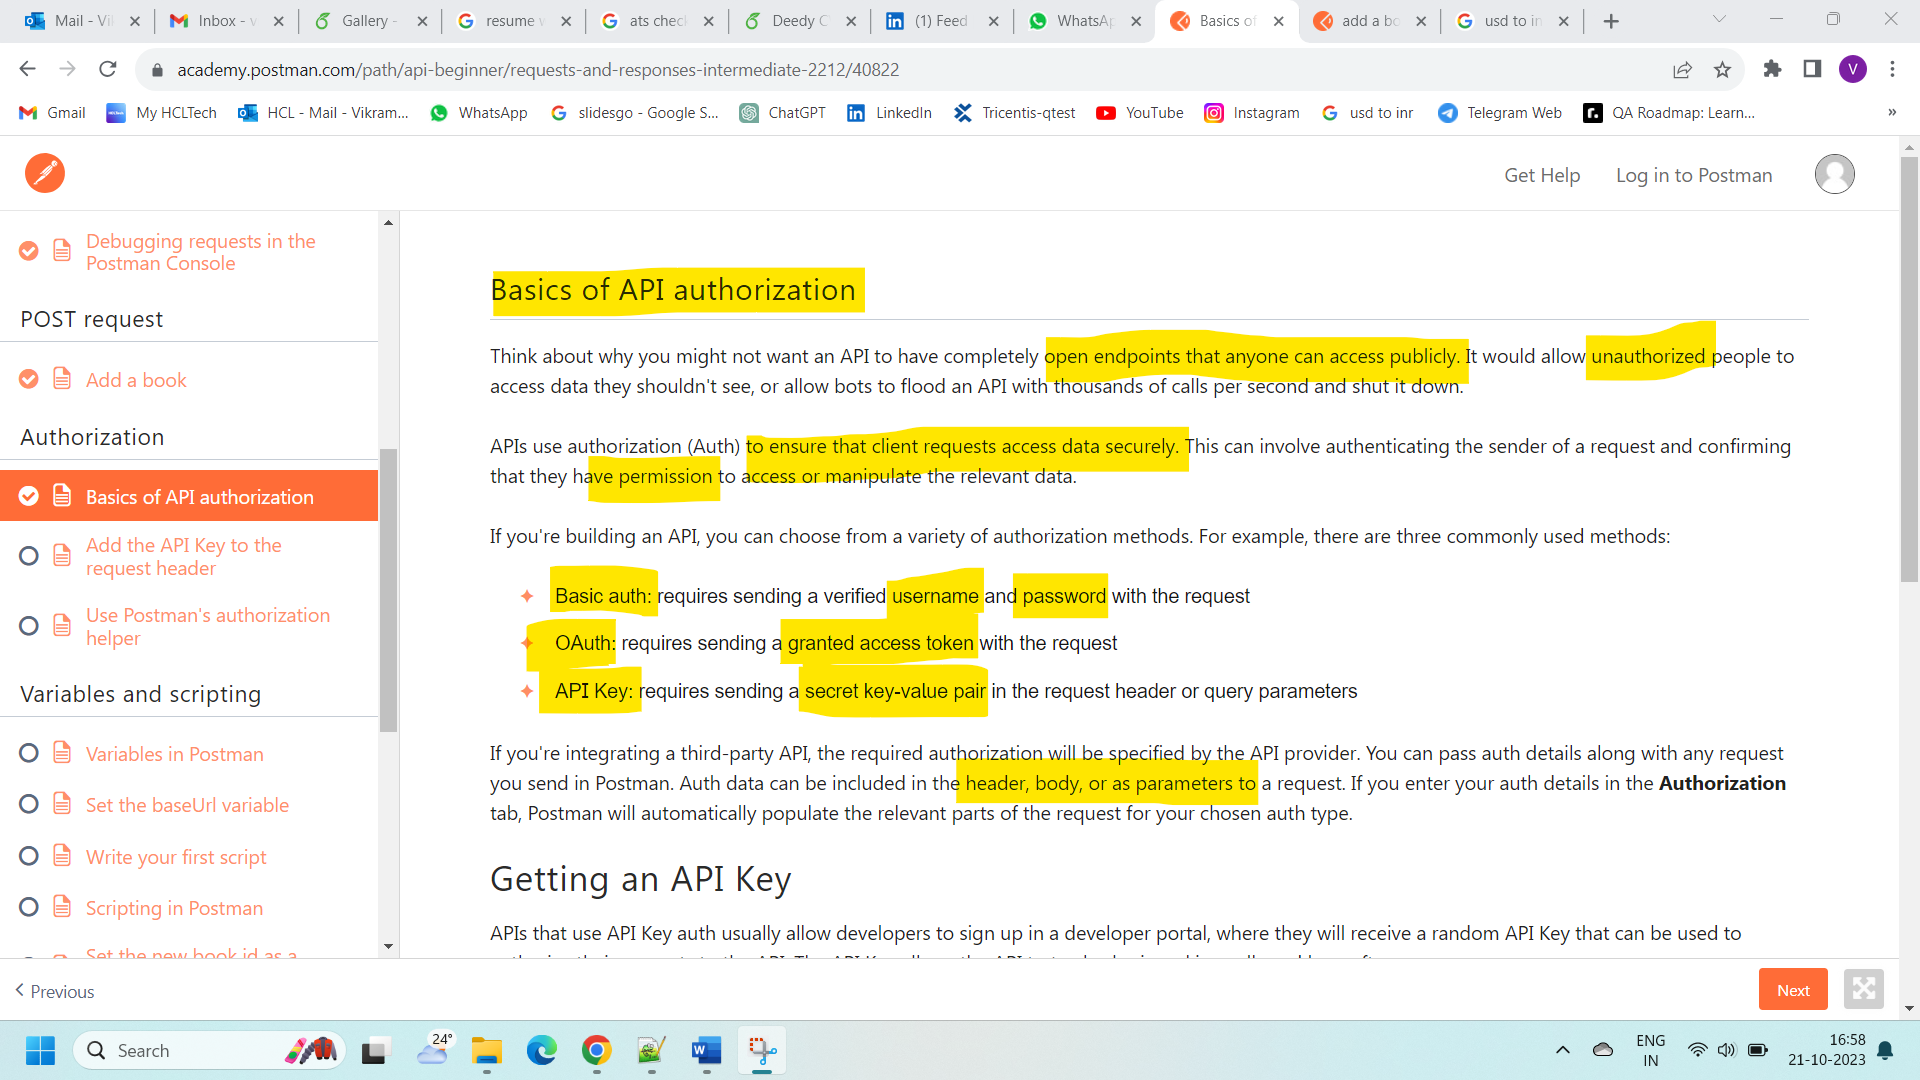 Mail - Vi
Inbox - v
Gallery -
resume w
ats check
Deedy C
(1) Feed
WhatsAp
Basics of
add a bo
usd to in
academy.postman.com/path/api-beginner/requests-and-responses-intermediate-2212/40822
V
Gmail
My HCLTech
HCL - Mail - Vikram...
WhatsApp
slidesgo - Google S...
ChatGPT
LinkedIn
Tricentis-qtest
YouTube
Instagram
usd to inr
Telegram Web
QA Roadmap: Learn...
»
Get Help
Log in to Postman
Debugging requests in the
Postman Console
POST request
Add a book
Authorization
Basics of API authorization
Add the API Key to the
request header
Use Postman's authorization
helper
Variables and scripting
Variables in Postman
Set the baseUrl variable
Write your first script
Scripting in Postman
Set the new book id as a
Basics of API authorization
Think about why you might not want an API to have completely open endpoints that anyone can access publicly. It would allow unauthorized people to
access data they shouldn't see, or allow bots to flood an API with thousands of calls per second and shut it down.
APIs use authorization (Auth) to ensure that client requests access data securely. This can involve authenticating the sender of a request and confirming
that they have permission to access or manipulate the relevant data.
If you're building an API, you can choose from a variety of authorization methods. For example, there are three commonly used methods:
Basic auth: requires sending a verified username and password with the request
OAuth: requires sending a granted access token with the request
API Key: requires sending a secret key-value pair in the request header or query parameters
If you're integrating a third-party API, the required authorization will be specified by the API provider. You can pass auth details along with any request
you send in Postman. Auth data can be included in the header, body, or as parameters to a request. If you enter your auth details in the Authorization
tab, Postman will automatically populate the relevant parts of the request for your chosen auth type.
Getting an API Key
APIs that use API Key auth usually allow developers to sign up in a developer portal, where they will receive a random API Key that can be used to
Previous
Next
Search
24°
ENG
IN
16:58
21-10-2023